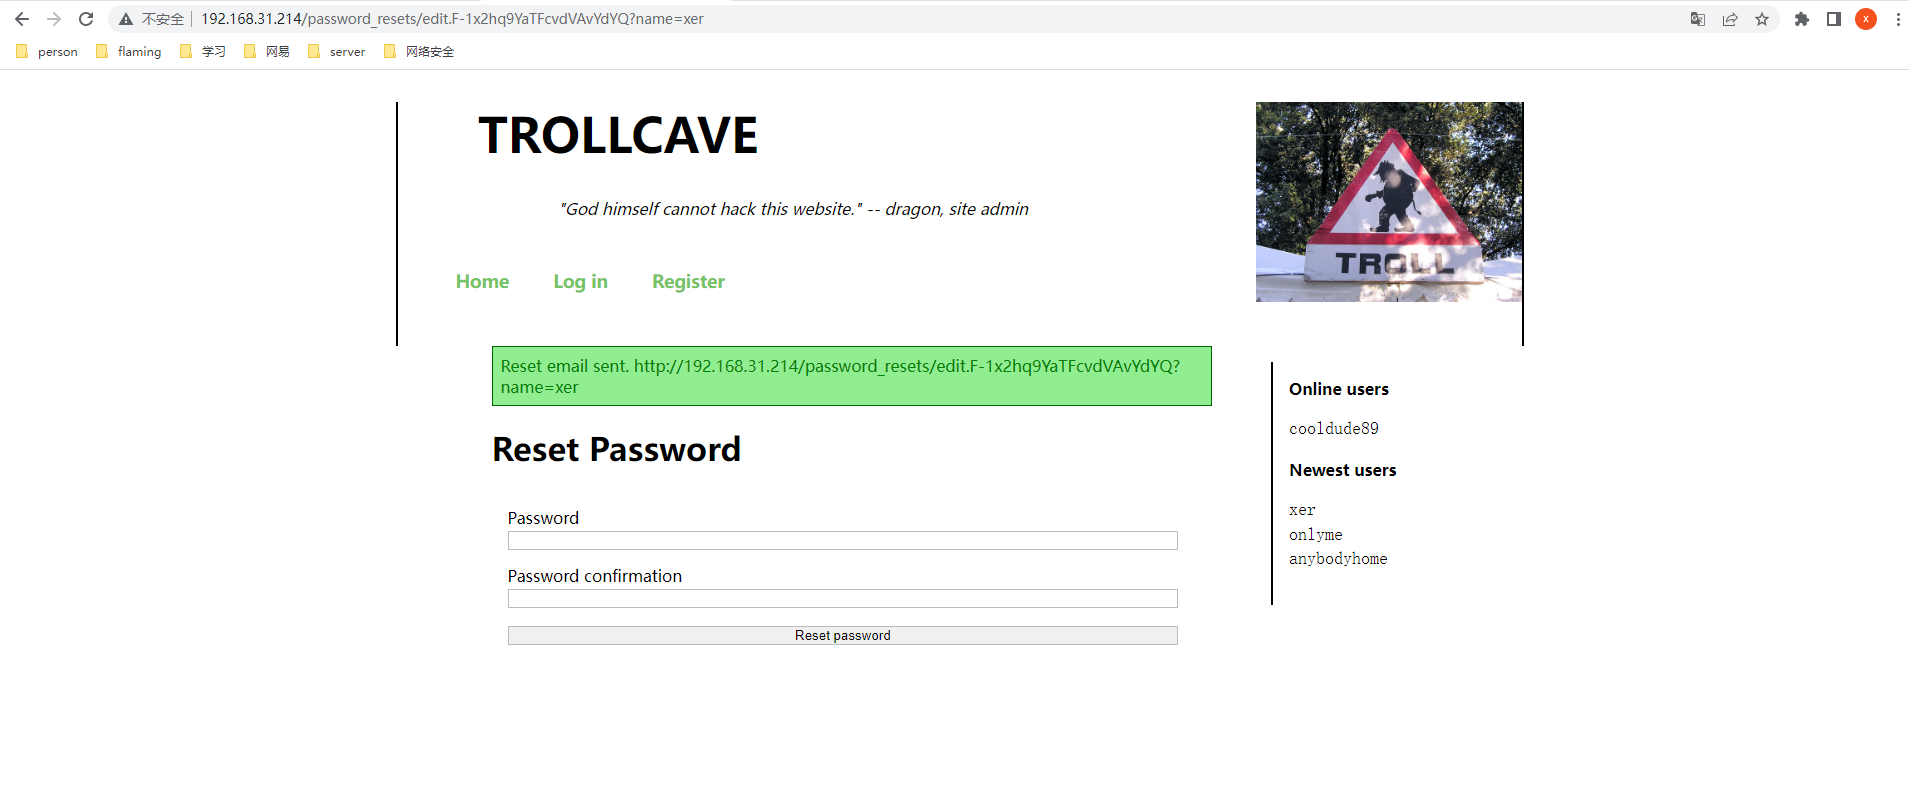 不安全 192.168.31.214/password_resets/edit.F-1x2hq9YaTFcvdVAvYdYQ?name=xer
X
person flaming 学习 网易 server 网络安全
TROLLCAVE
"God himself cannot hack this website." -- dragon, site admin
TROLL
Home Log in Register
Reset email sent. http://192.168.31.214/password_resets/edit.F-1x2hq9YaTFcvdVAvYdYQ?
name=xer
Reset Password
Password
Password confirmation
Reset password
Online users
cooldude89
Newest users
xer
onlyme
anybodyhome